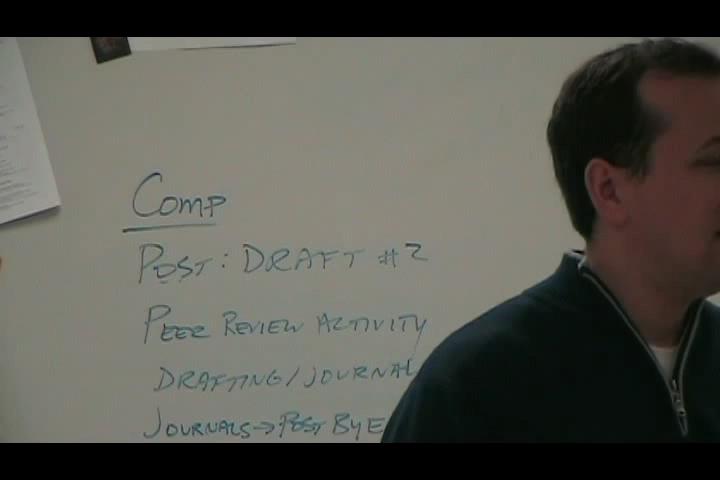 Comp
POST: DRAFT #2
PEER REVIEW ACTIVITY
DRAFTING/JOURNAL
JOURNALS→POST BY E